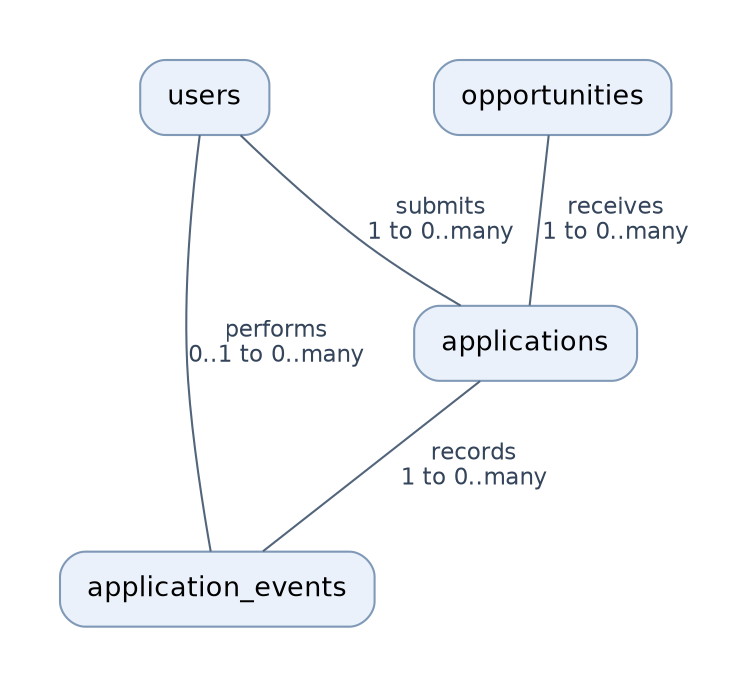 users
opportunities
submits
1 to 0..many
receives
1 to 0..many
performs
0..1 to 0..many
applications
records
1 to 0..many
application_events